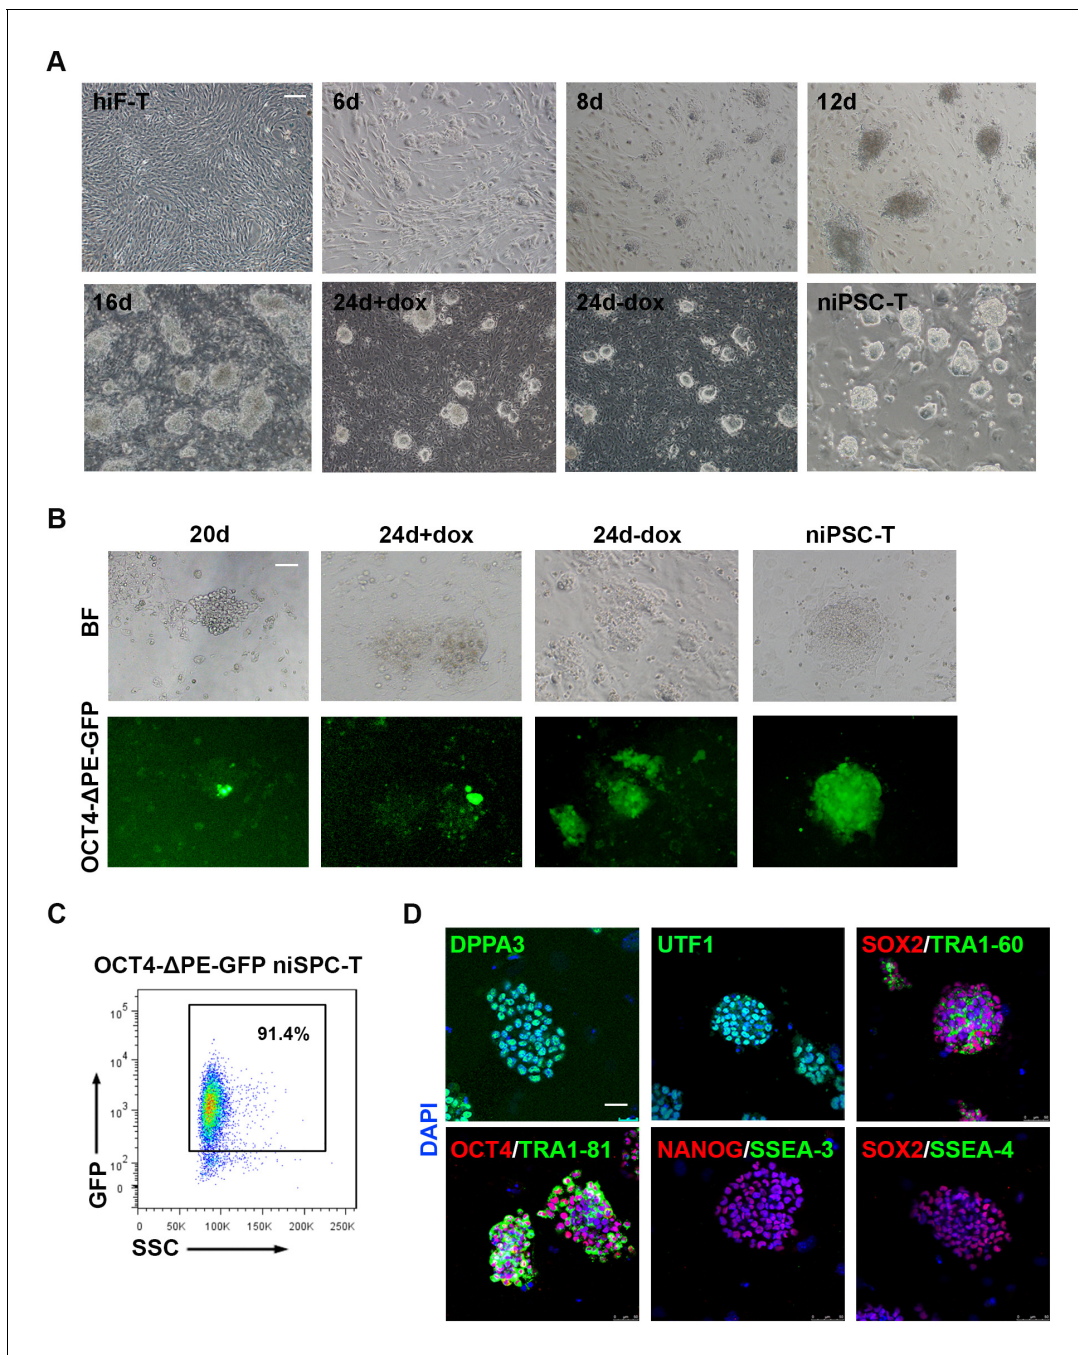 A
hiF-T
6d
8d
12d
16d
24d+dox
24d-dox
niPSC-T
B
20d
24d+dox
24d-dox
niPSC-T
BF
OCT4-ΔPE-GFP
C
OCT4-ΔPE-GFP niSPC-T
91.4%
10^5
10^4
10^3
10^2
0
GFP
0 50K 100K 150K 200K 250K
SSC
D
DPPA3
UTF1
SOX2/TRA1-60
OCT4/TRA1-81
NANOG/SSEA-3
SOX2/SSEA-4
DAPI